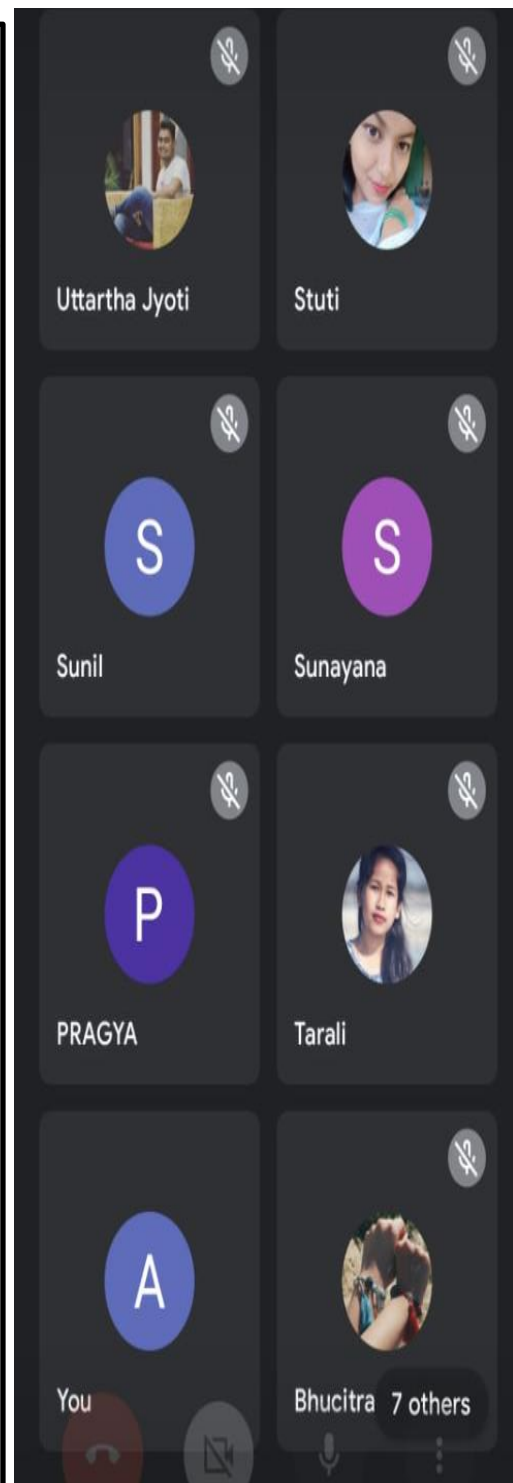 Uttartha Jyoti
Stuti
S
Sunil
S
Sunayana
P
PRAGYA
Tarali
A
You
Bhucitra
7 others